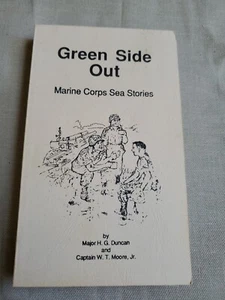 Green Side
Out
Marine Corps Sea Stories
by
Major H. G. Duncan
and
Captain W. T. Moore, Jr.